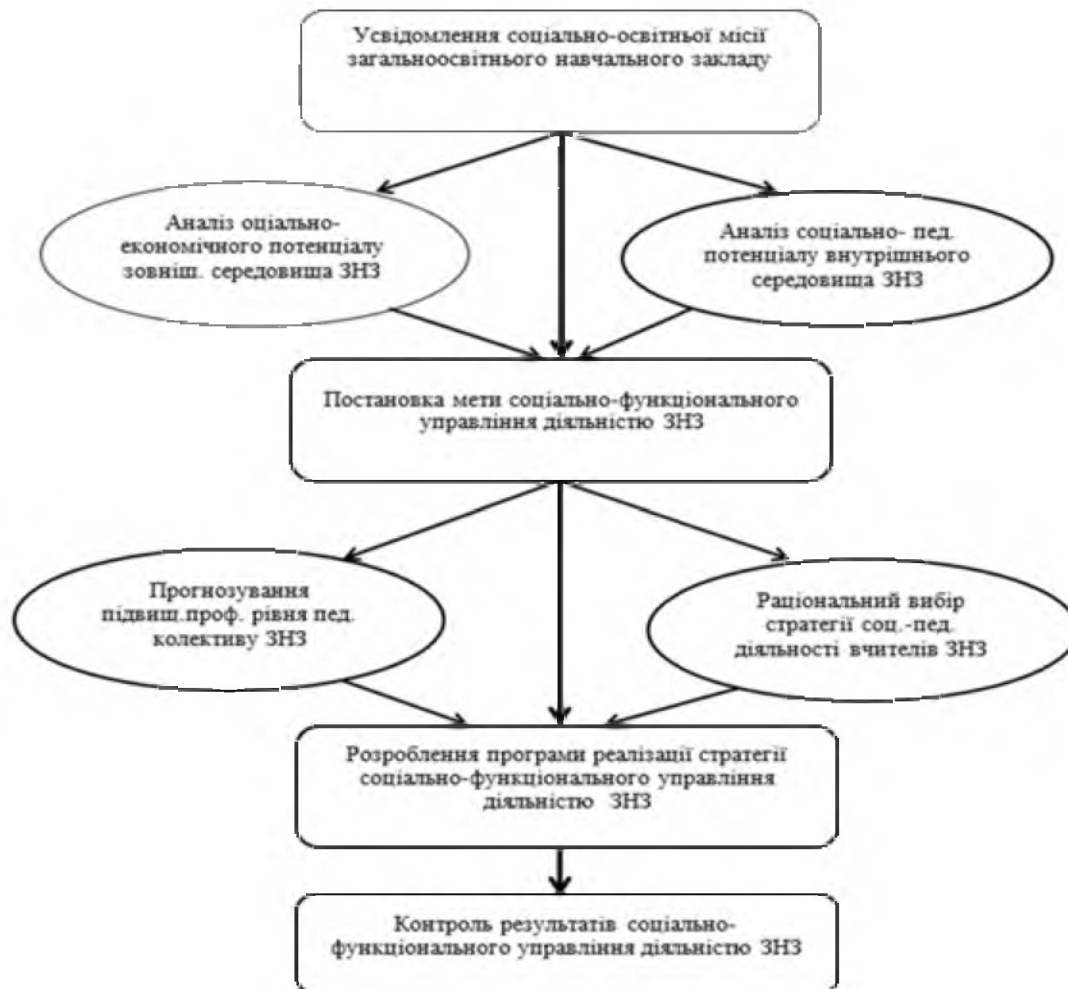 Усвідомлення соціально-освітньої місії
загальноосвітнього навчального закладу
Аналіз оціально-
економічного потенціалу
зовніш. середовища ЗНЗ
Аналіз соціально- пед.
потенціалу внутрішнього
середовища ЗНЗ
Постановка мети соціально-функціонального
управління діяльністю ЗНЗ
Прогнозування
підвищ.проф. рівня пед.
колективу ЗНЗ
Раціональний вибір
стратегії соц.-пед.
діяльності вчителів ЗНЗ
Розроблення програми реалізації стратегії
соціально-функціонального управління
діяльністю ЗНЗ
Контроль результатів соціально-
функціонального управління діяльністю ЗНЗ